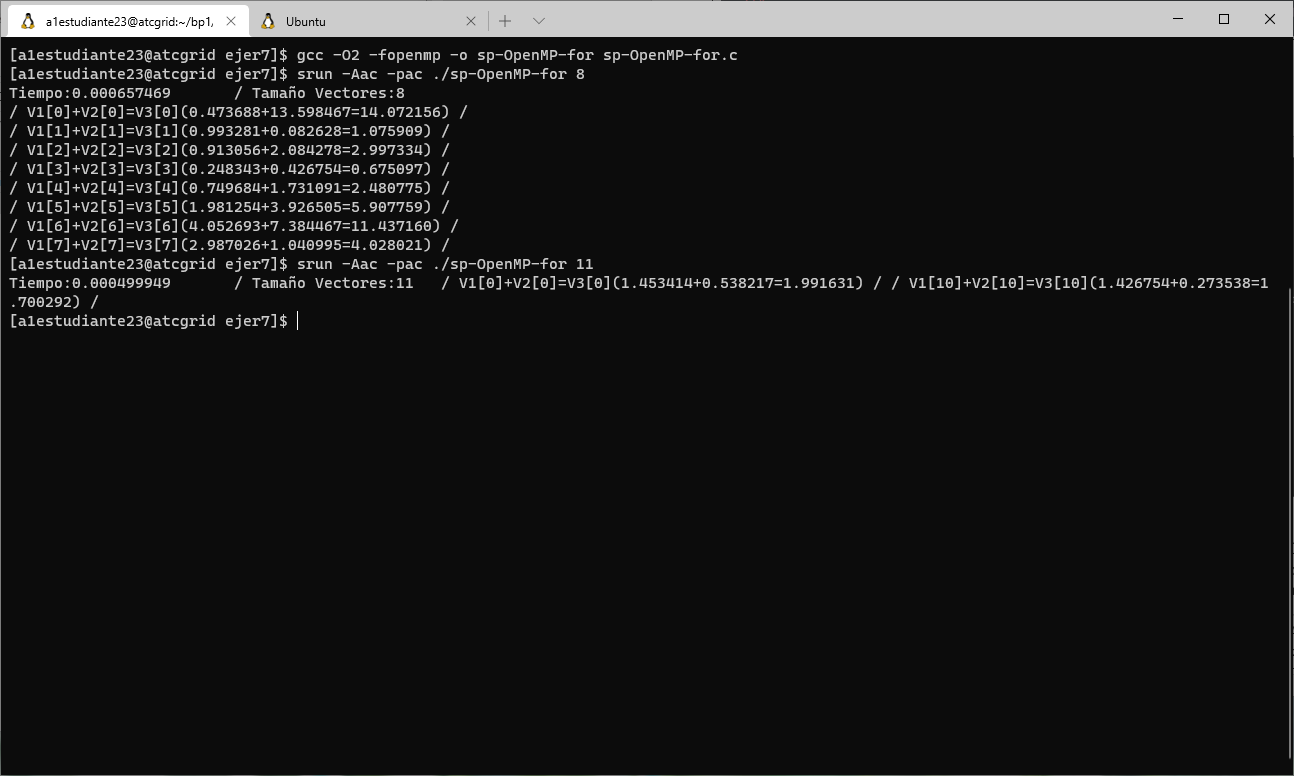 a1estudiante23@atcgrid:~/bp1,
Ubuntu
[a1estudiante23@atcgrid ejer7]$ gcc -O2 -fopenmp -o sp-OpenMP-for sp-OpenMP-for.c
[a1estudiante23@atcgrid ejer7]$ srun -Aac -pac ./sp-OpenMP-for 8
Tiempo:0.000657469       / Tamaño Vectores:8
/ V1[0]+V2[0]=V3[0](0.473688+13.598467=14.072156) /
/ V1[1]+V2[1]=V3[1](0.993281+0.082628=1.075909) /
/ V1[2]+V2[2]=V3[2](0.913056+2.084278=2.997334) /
/ V1[3]+V2[3]=V3[3](0.248343+0.426754=0.675097) /
/ V1[4]+V2[4]=V3[4](0.749684+1.731091=2.480775) /
/ V1[5]+V2[5]=V3[5](1.981254+3.926505=5.907759) /
/ V1[6]+V2[6]=V3[6](4.052693+7.384467=11.437160) /
/ V1[7]+V2[7]=V3[7](2.987026+1.040995=4.028021) /
[a1estudiante23@atcgrid ejer7]$ srun -Aac -pac ./sp-OpenMP-for 11
Tiempo:0.000499949       / Tamaño Vectores:11   / V1[0]+V2[0]=V3[0](1.453414+0.538217=1.991631) / / V1[10]+V2[10]=V3[10](1.426754+0.273538=1
.700292) /
[a1estudiante23@atcgrid ejer7]$